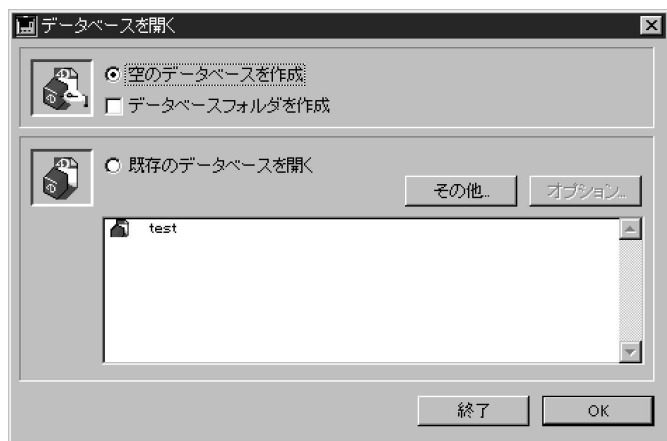 データベースを開く
空のデータベースを作成
データベースフォルダを作成
既存のデータベースを開く
その他...
オプション...
test
終了
OK